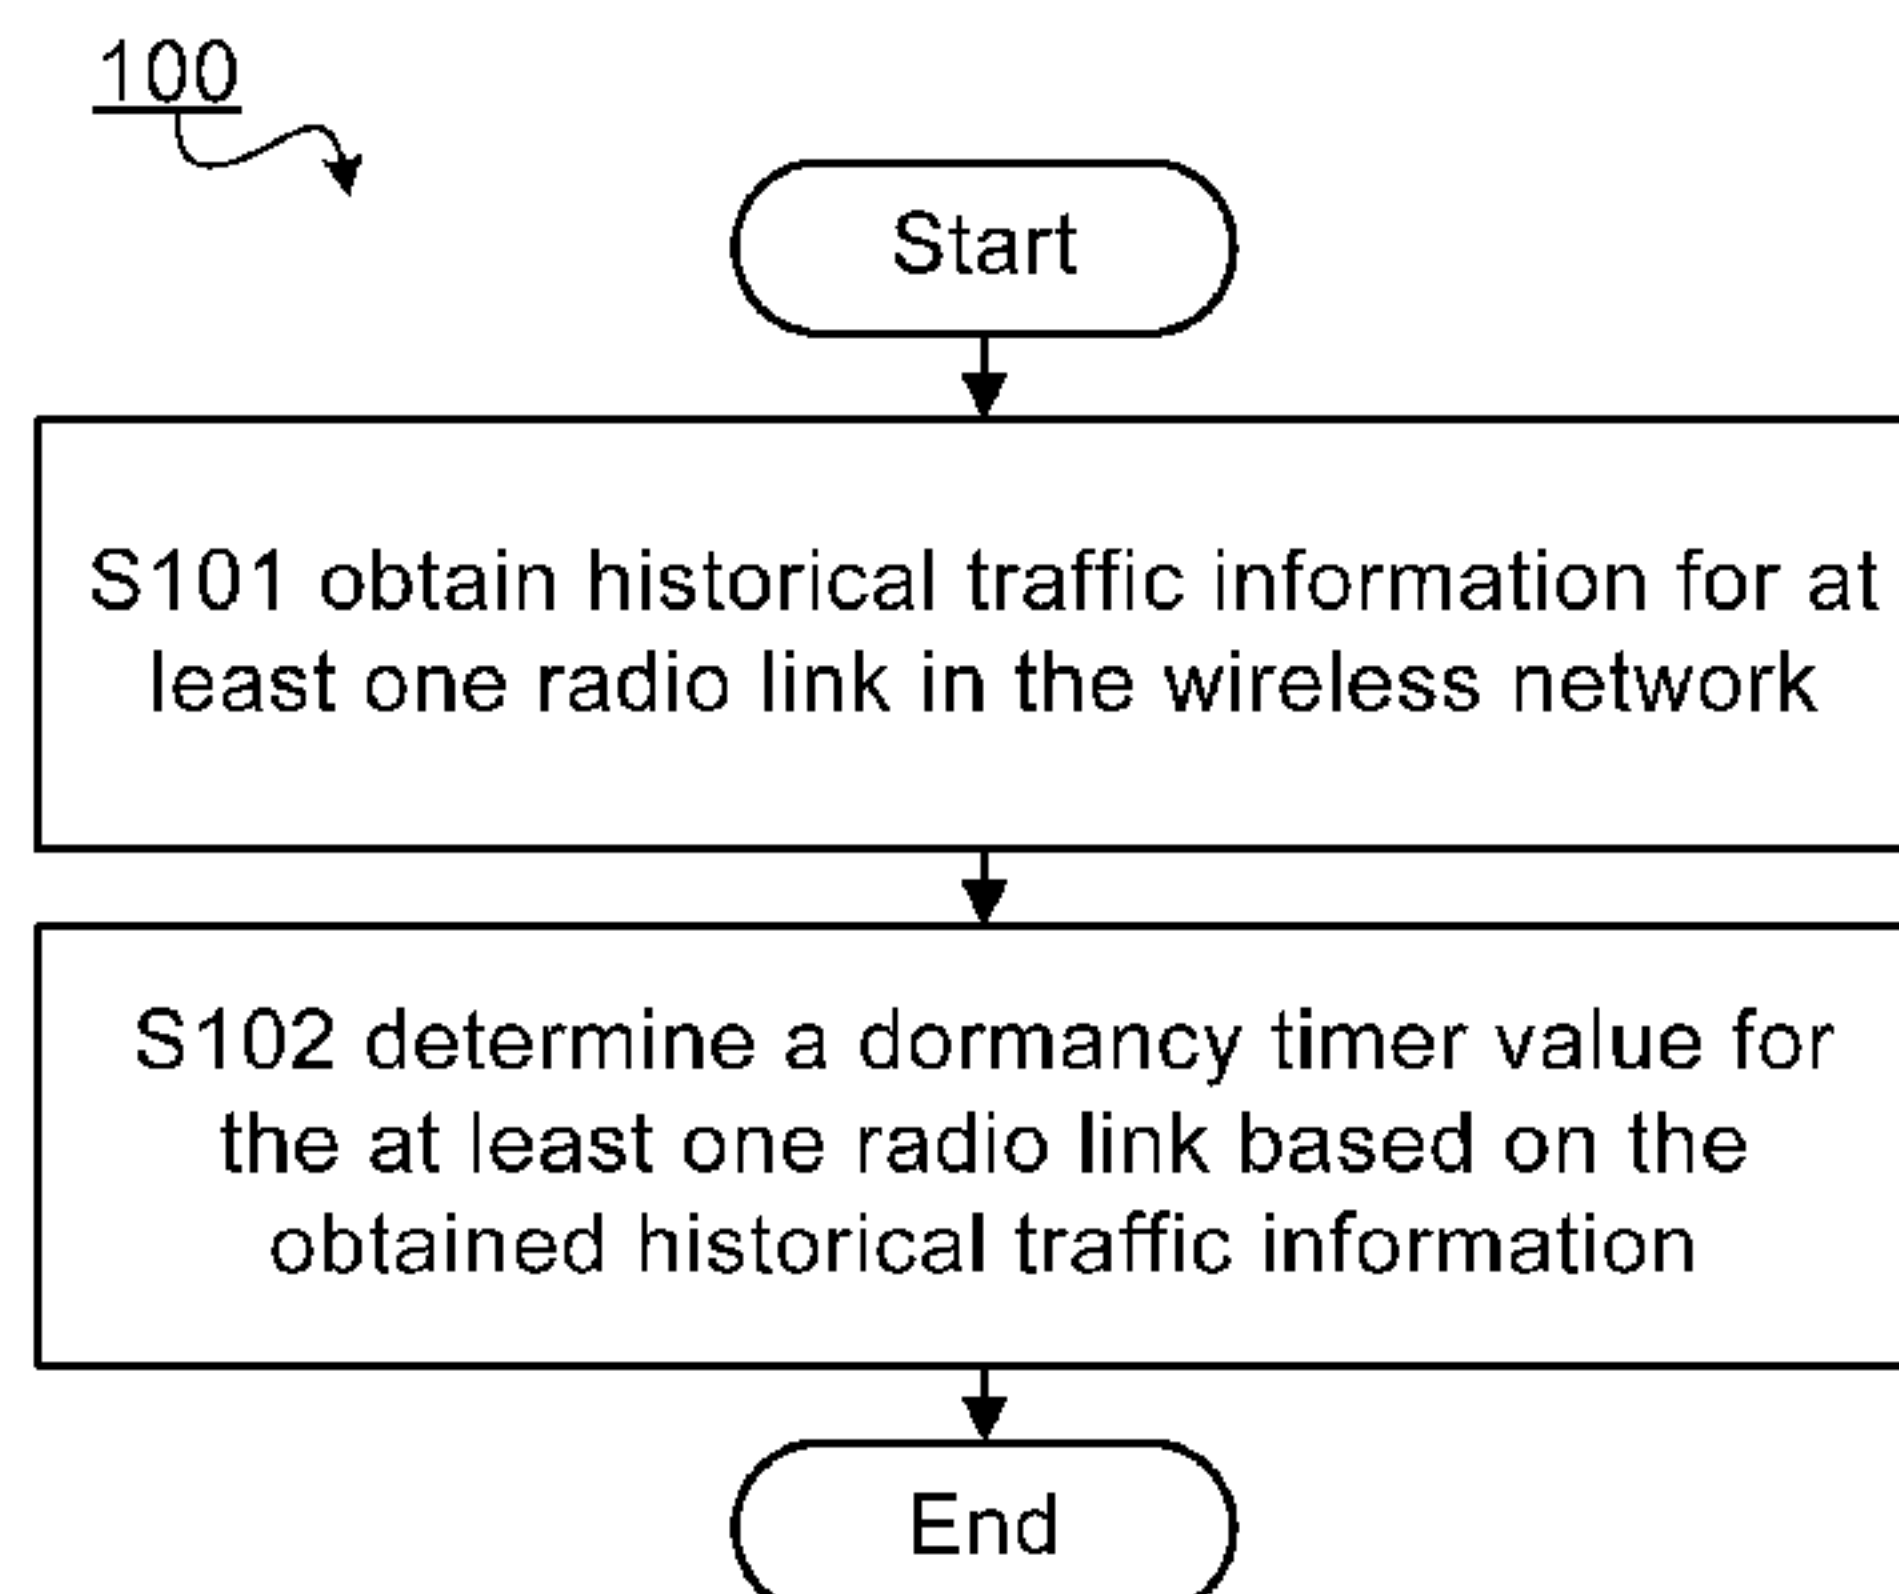 100
Start
S101 obtain historical traffic information for at
least one radio link in the wireless network
S102 determine a dormancy timer value for
the at least one radio link based on the
obtained historical traffic information
End